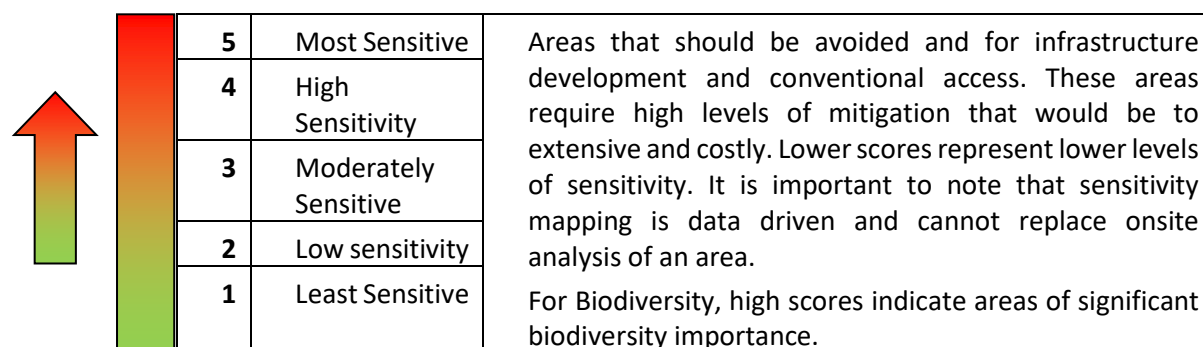 5 Most Sensitive
4 High
Sensitivity
3 Moderately
Sensitive
2 Low sensitivity
1 Least Sensitive
Areas that should be avoided and for infrastructure
development and conventional access. These areas
require high levels of mitigation that would be to
extensive and costly. Lower scores represent lower levels
of sensitivity. It is important to note that sensitivity
mapping is data driven and cannot replace onsite
analysis of an area.
For Biodiversity, high scores indicate areas of significant
biodiversity importance.